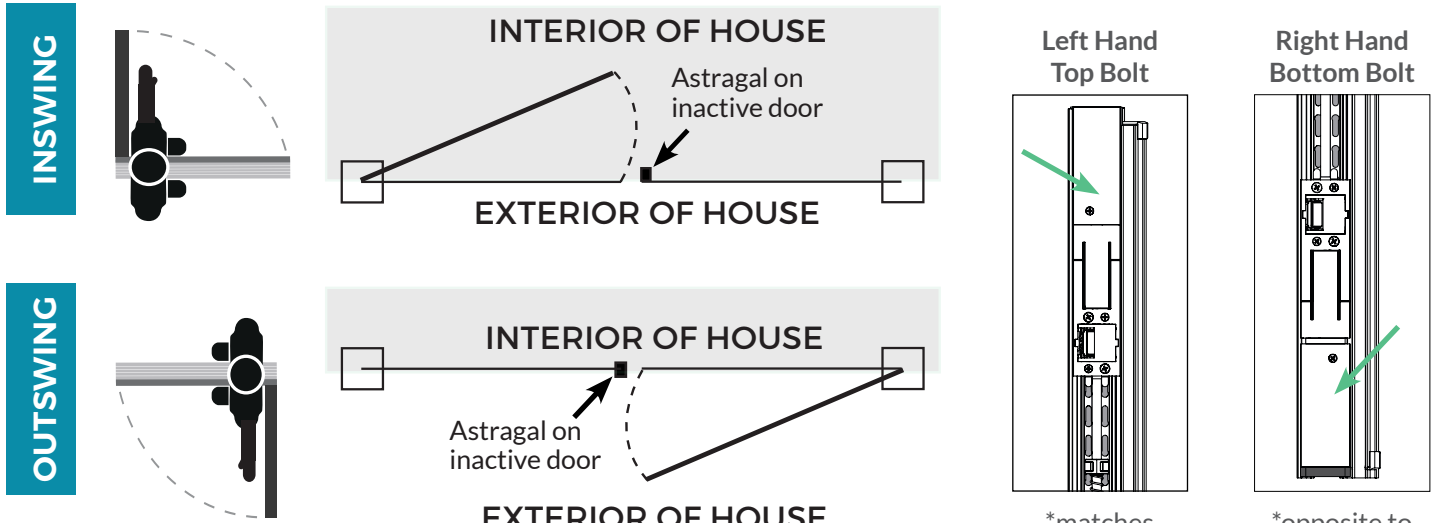 INSWING
INTERIOR OF HOUSE
Astragal on
inactive door
EXTERIOR OF HOUSE
OUTSWING
INTERIOR OF HOUSE
Astragal on
inactive door
EXTERIOR OF HOUSE
Left Hand
Top Bolt
*matches
Right Hand
Bottom Bolt
*opposite to